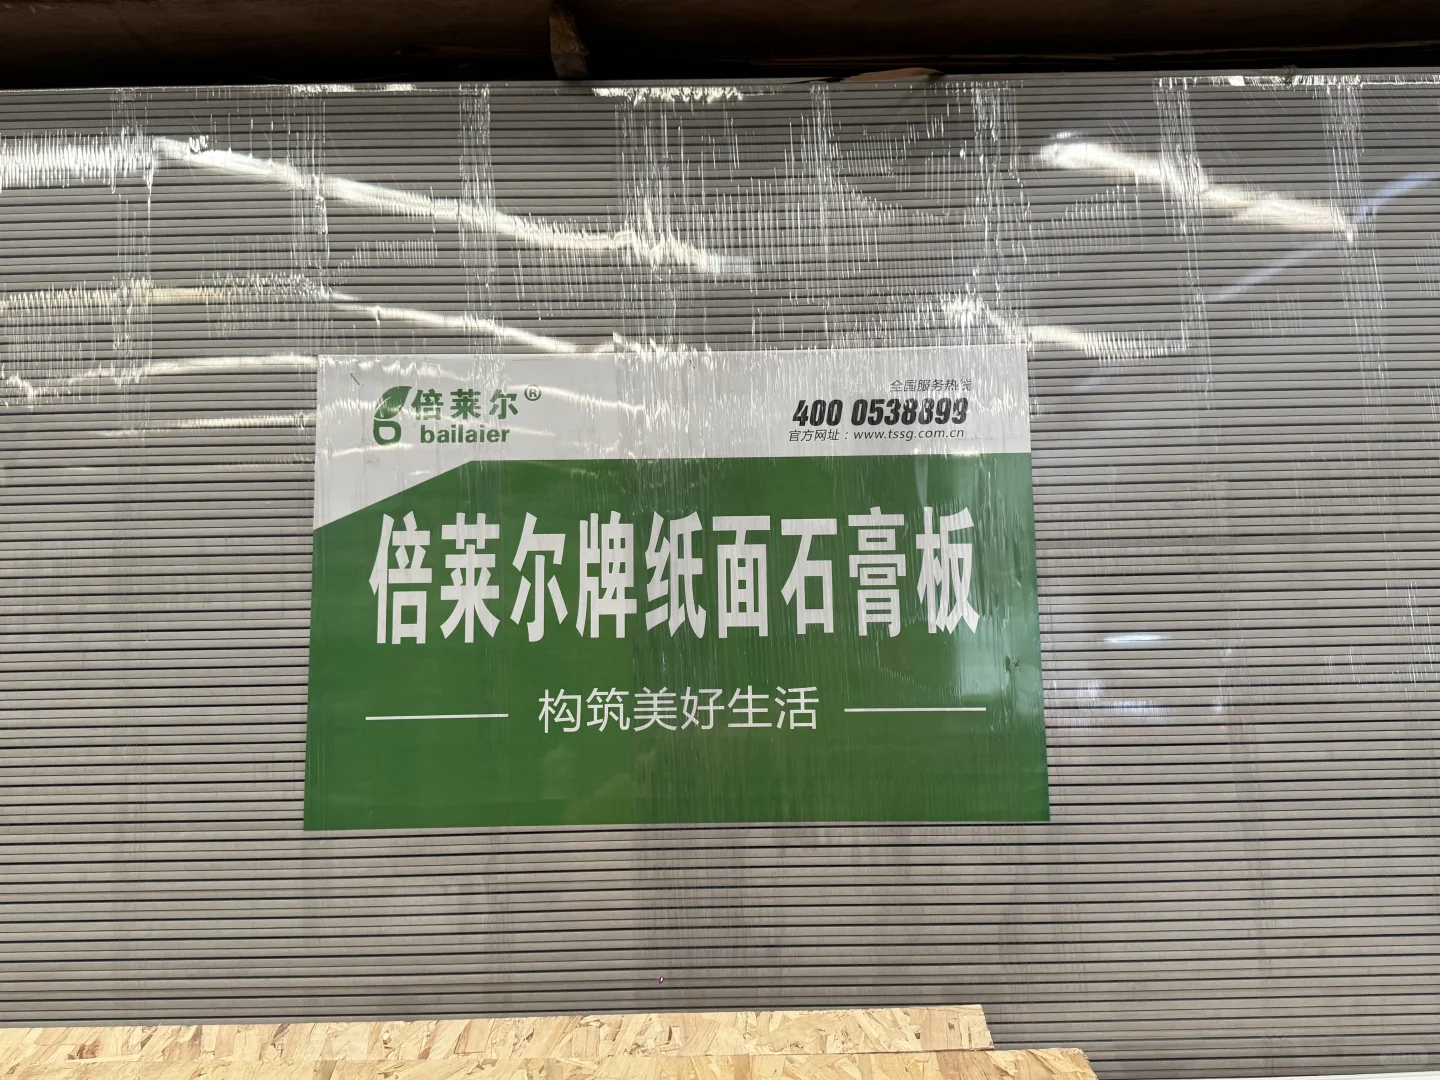 倍莱尔®
bailaier
全国服务热线
400 0538899
官方网址：www.tssg.com.cn
倍莱尔牌纸面石膏板
构筑美好生活